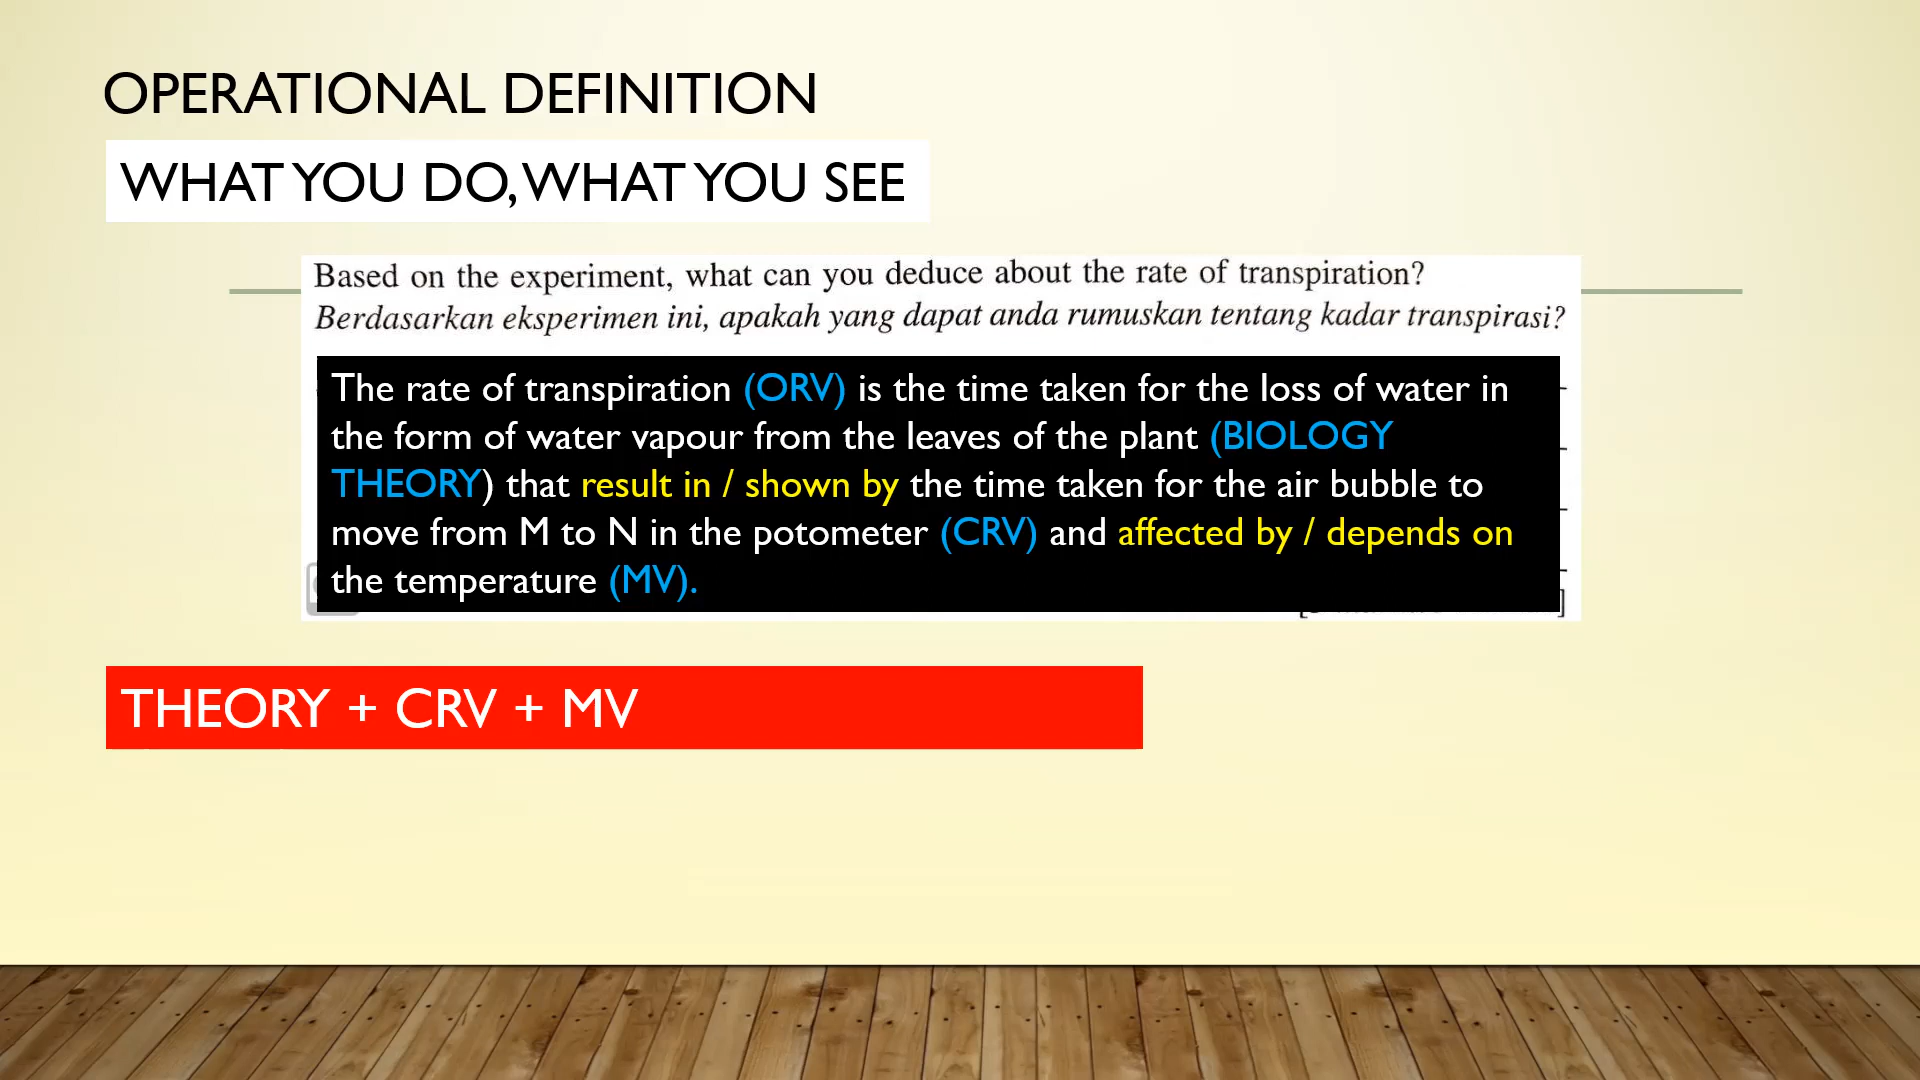 OPERATIONAL DEFINITION
WHAT YOU DO, WHAT YOU SEE
Based on the experiment, what can you deduce about the rate of transpiration?
Berdasarkan eksperimen ini, apakah yang dapat anda rumuskan tentang kadar transpirasi?
The rate of transpiration (ORV) is the time taken for the loss of water in
the form of water vapour from the leaves of the plant (BIOLOGY
THEORY) that result in / shown by the time taken for the air bubble to
move from M to N in the potometer (CRV) and affected by / depends on
the temperature (MV).
THEORY + CRV + MV